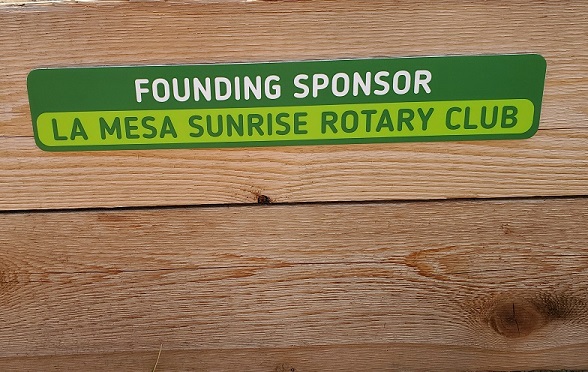 FOUNDING SPONSOR
LA MESA SUNRISE ROTARY CLUB